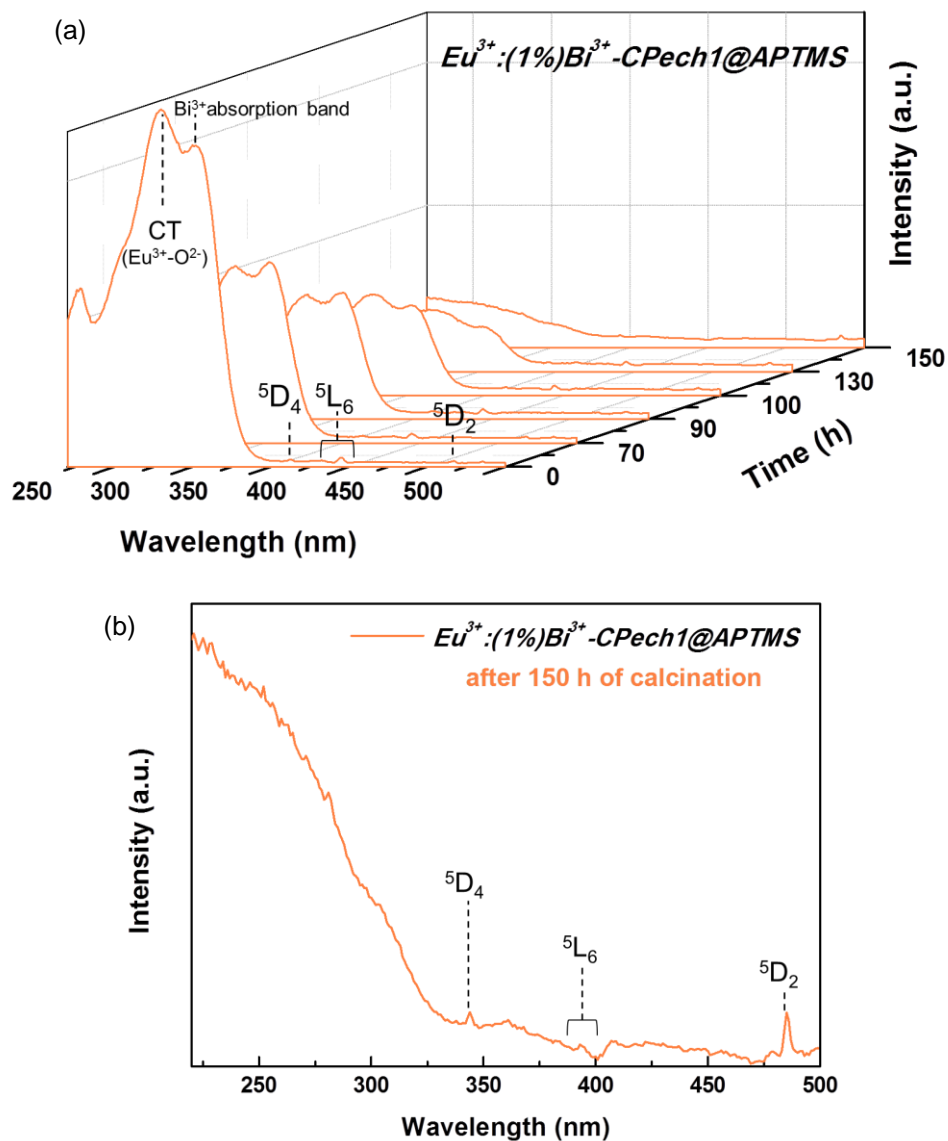 (a)
Eu³⁺:(1%)Bi³⁺-CPech1@APTMS
Bi³⁺absorption band
CT
(Eu³⁺-O²⁻)
⁵D₄
⁵L₆
⁵D₂
Intensity (a.u.)
150
130
100
90
70
0
Time (h)
250 300 350 400 450 500
Wavelength (nm)
(b)
Eu³⁺:(1%)Bi³⁺-CPech1@APTMS
after 150 h of calcination
Intensity (a.u.)
⁵D₄
⁵L₆
⁵D₂
250 300 350 400 450 500
Wavelength (nm)